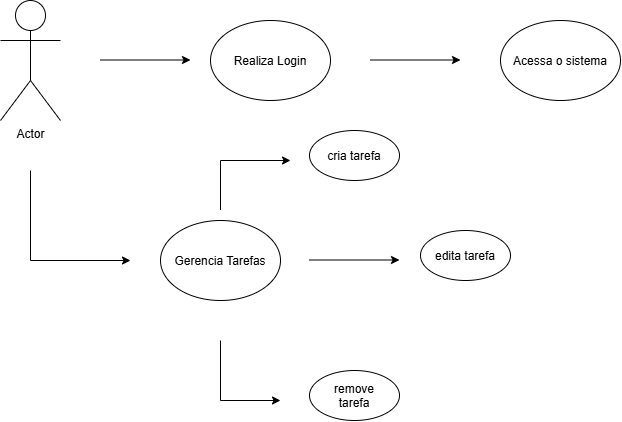 Realiza Login
Acessa o sistema
Actor
cria tarefa
Gerencia Tarefas
edita tarefa
remove
tarefa